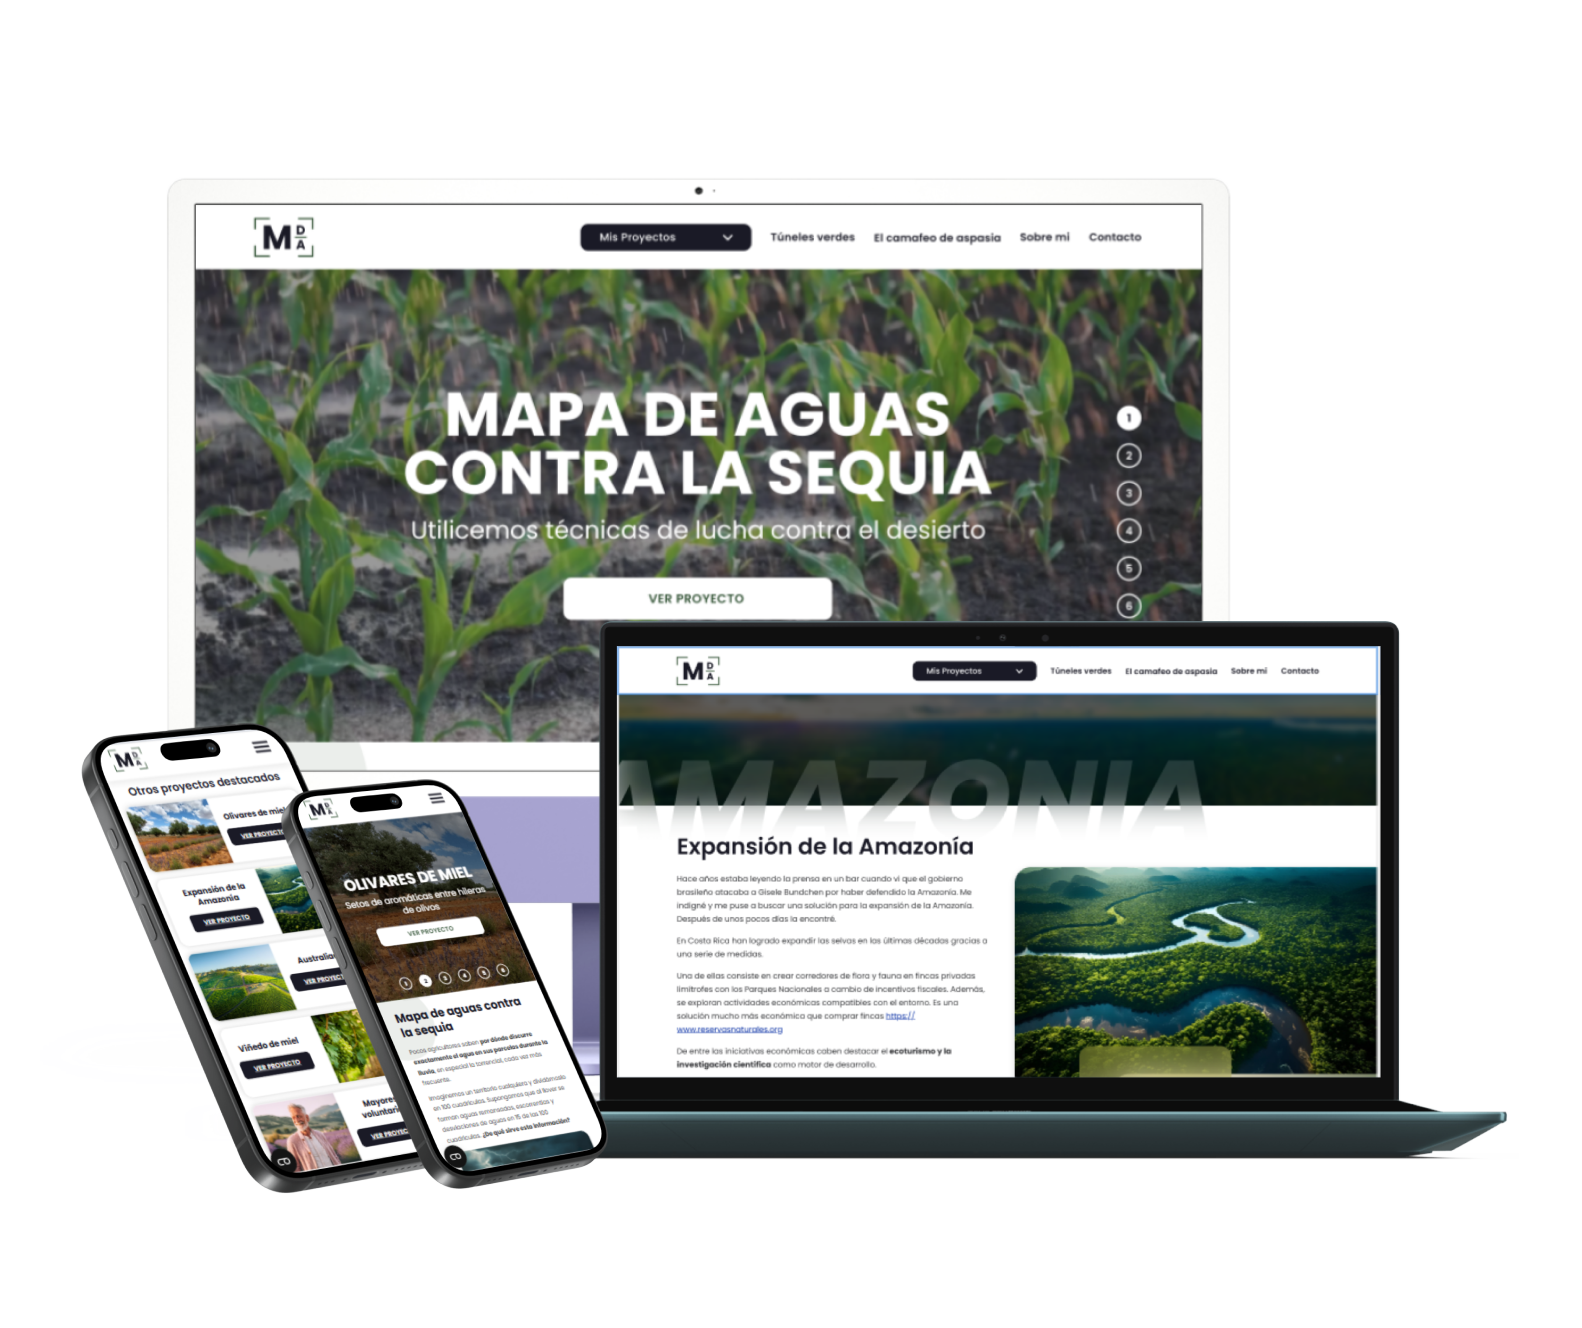 M D A
Mis Proyectos
Túneles verdes
El camafeo de aspasia
Sobre mi
Contacto
MAPA DE AGUAS
CONTRA LA SEQUIA
Utilicemos técnicas de lucha contra el desierto
VER PROYECTO
1
2
3
4
5
6
M D A
Mis Proyectos
Túneles verdes
El camafeo de aspasia
Sobre mi
Contacto
AMAZONIA
Expansión de la Amazonía
Hace años estaba leyendo la prensa en un bar cuando vi que el gobierno
brasileño atacaba a Gisele Bundchen por haber defendido la Amazonía. Me
indigné y me puse a buscar una solución para la expansión de la Amazonía.
Después de unos pocos días la encontré.
En Costa Rica han logrado expandir las selvas en las últimas décadas gracias a
una serie de medidas.
Una de ellas consiste en crear corredores de flora y fauna en fincas privadas
limítrofes con los Parques Nacionales a cambio de incentivos fiscales. Además,
se exploran actividades económicas compatibles con el entorno. Es una
solución mucho más económica que comprar fincas https://
www.reservasnaturales.org
De entre las iniciativas económicas caben destacar el ecoturismo y la
investigación científica como motor de desarrollo.
M D A
Otros proyectos destacados
Olivares de miel
VER PROYECTO
Expansión de la
Amazonia
VER PROYECTO
Australia
VER PROYECTO
Viñedo de miel
VER PROYECTO
Mayores
voluntari
VER PROYEC
M D A
OLIVARES DE MIEL
Setos de aromáticas entre hileras
de olivos
VER PROYECTO
1
2
3
4
5
6
Mapa de aguas contra
la sequia
Pocos agricultores saben por dónde discurre
exactamente el agua en sus parcelas durante la
lluvia, en especial la torrencial, cada vez más
frecuente.
Imaginemos un territorio cualquiera y dividámoslo
en 100 cuadrículas. Supongamos que al llover se
forman aguas remansadas, escorrentías y
desviaciones de aguas en 15 de las 100
cuadrículas. ¿De qué sirve esta información?